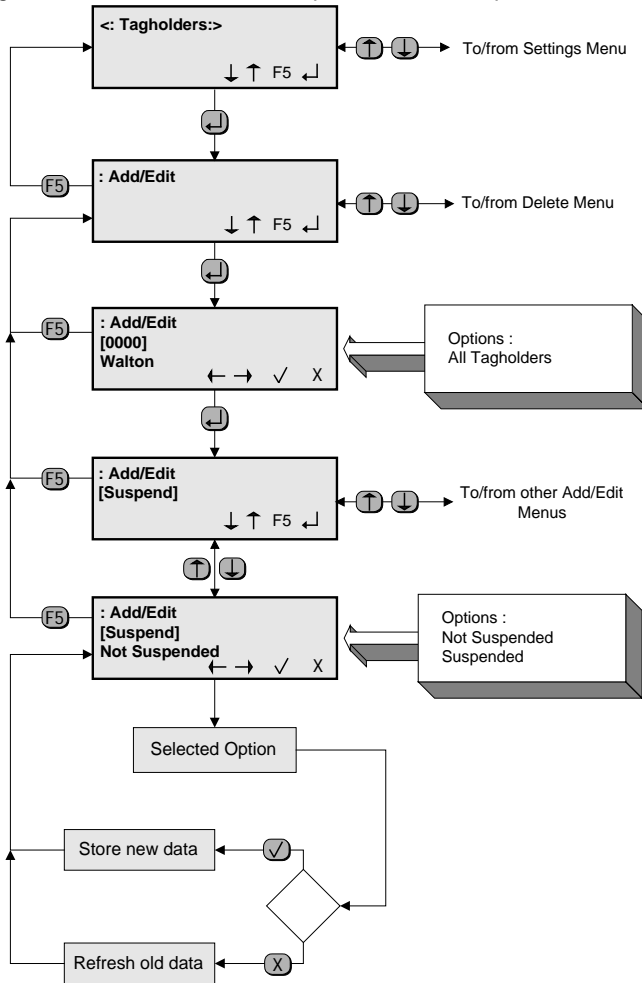 <: Tagholders:>
↓ ↑ F5 ↵
↑ ↓ To/from Settings Menu
↵
F5
: Add/Edit
↓ ↑ F5 ↵
↑ ↓ To/from Delete Menu
↵
F5
: Add/Edit
[0000]
Walton
← → √ X
Options :
All Tagholders
↵
F5
: Add/Edit
[Suspend]
↓ ↑ F5 ↵
↑ ↓ To/from other Add/Edit
Menus
↑ ↓
F5
: Add/Edit
[Suspend]
Not Suspended
← → √ X
Options :
Not Suspended
Suspended
Selected Option
Store new data
√
Refresh old data
X